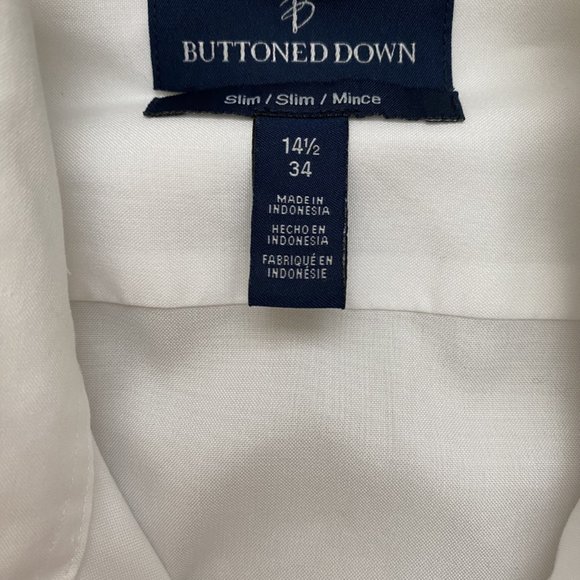 BUTTONED DOWN
Slim / Slim / Mince
14½
34
MADE IN
INDONESIA
HECHO EN
INDONESIA
FABRIQUÉ EN
INDONÉSIE